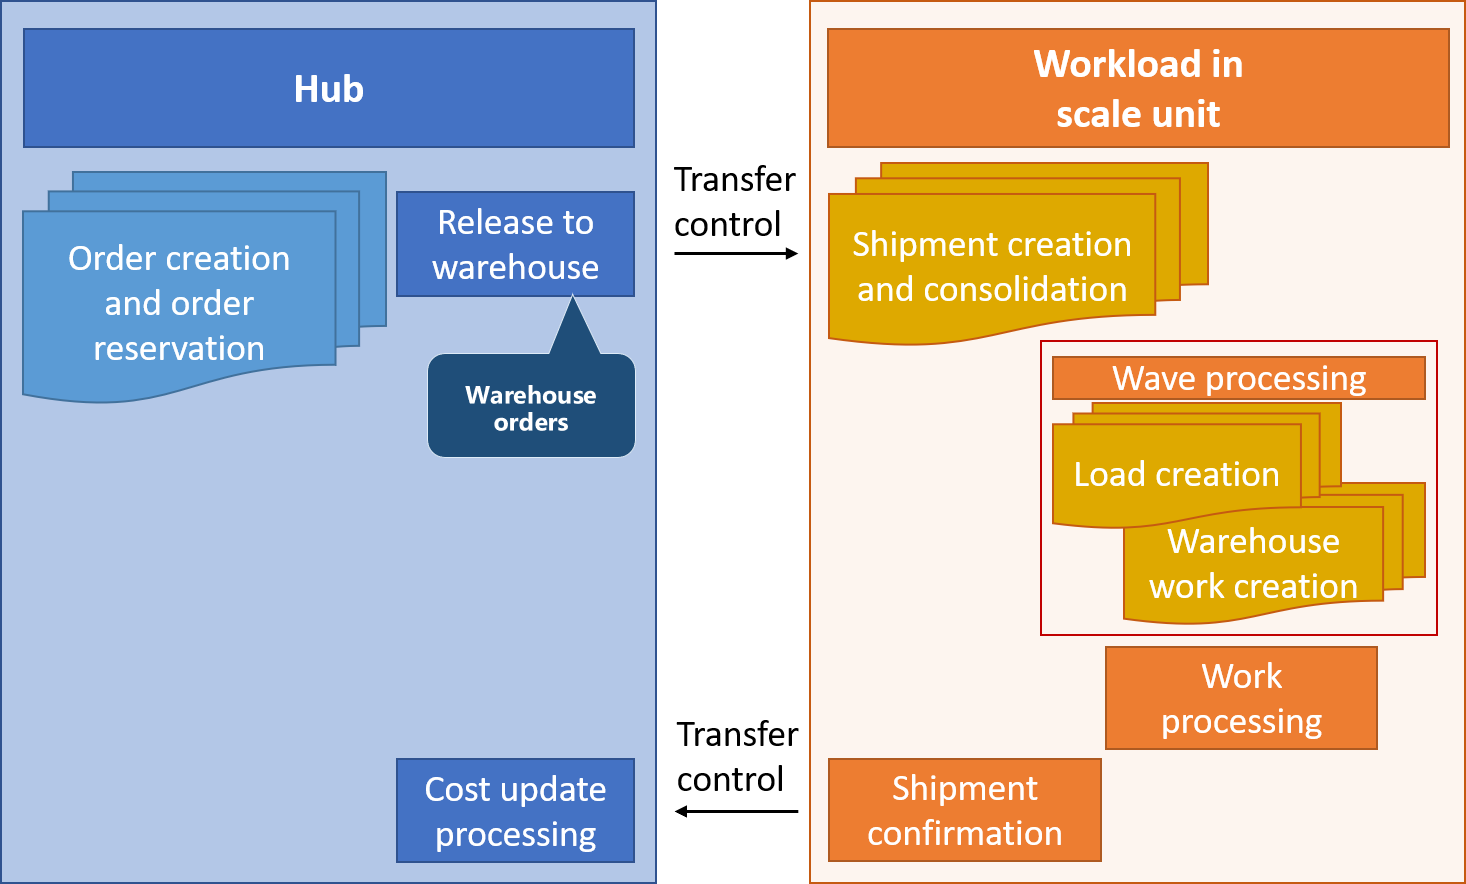 Hub
Order creation
and order
reservation
Release to
warehouse
Warehouse
orders
Transfer
control
Workload in
scale unit
Shipment creation
and consolidation
Wave processing
Load creation
Warehouse
work creation
Work
processing
Shipment
confirmation
Transfer
control
Cost update
processing